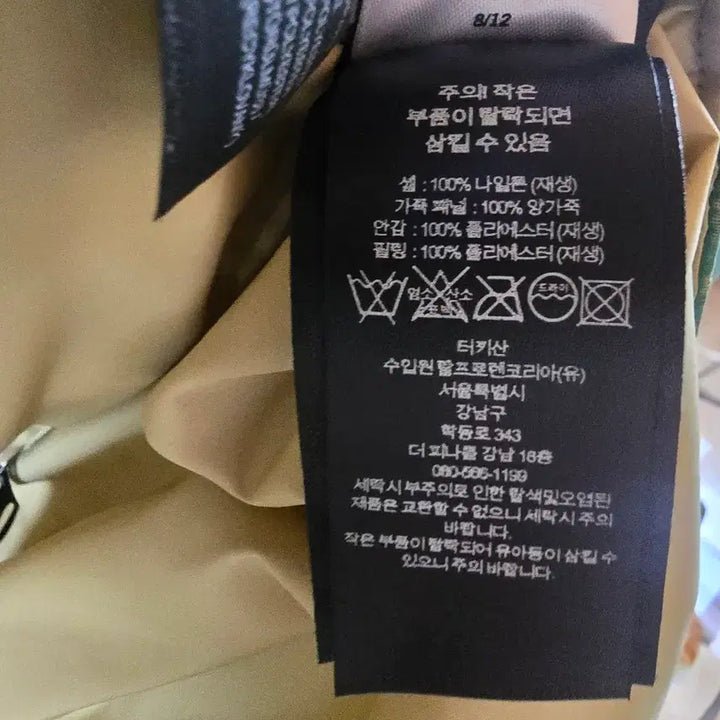 8/12
주의! 작은
부품이 탈락되면
삼킬 수 있음
셸 : 100% 나일론 (재생)
가죽 패널 : 100% 양가죽
안감 : 100% 폴리에스터 (재생)
필링 : 100% 폴리에스터 (재생)
염소 산소
표백
드라이
터키산
수입원 랄프로렌코리아(유)
서울특별시
강남구
학동로 343
더 피나클 강남 16층
080-566-1199
세탁시 부주의로 인한 탈색및오염된
제품은 교환할 수 없으니 세탁시 주의
바랍니다.
작은 부품이 탈락되어 유아등이 삼킬 수
있으니 주의 바랍니다.